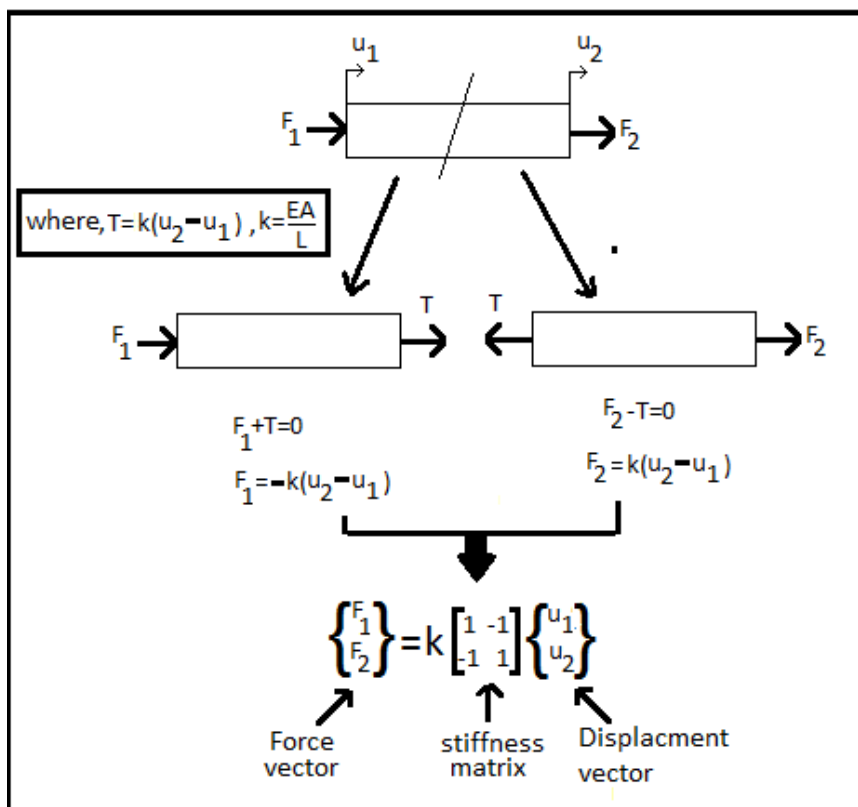 u₁ u₂
F₁ F₂
where, T=k(u₂-u₁) , k=EA/L
T T
F₁ F₂
F₁+T=0 F₂-T=0
F₁=-k(u₂-u₁) F₂=k(u₂-u₁)
{F₁ F₂} = k [1 -1 -1 1] {u₁ u₂}
Force stiffness Displacment
vector matrix vector